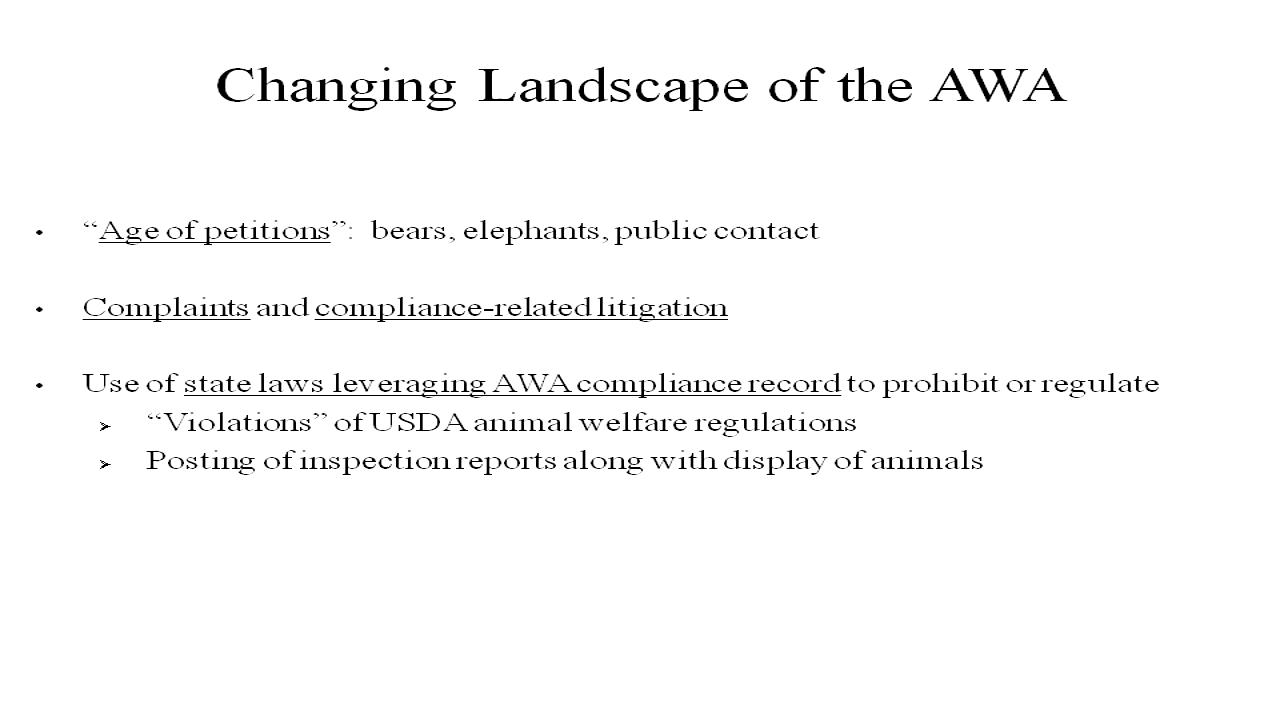 Changing Landscape of the AWA
• “Age of petitions”: bears, elephants, public contact
• Complaints and compliance-related litigation
• Use of state laws leveraging AWA compliance record to prohibit or regulate
➢ “Violations” of USDA animal welfare regulations
➢ Posting of inspection reports along with display of animals